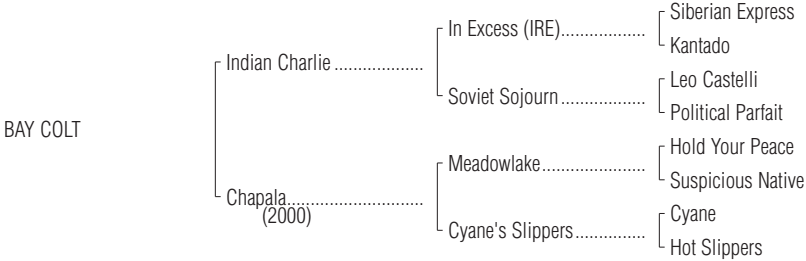 Siberian Express
In Excess (IRE)...................
Kantado
Indian Charlie ....................
Leo Castelli
Soviet Sojourn...................
Political Parfait
BAY COLT
Hold Your Peace
Meadowlake.......................
Suspicious Native
Chapala..............................
(2000)
Cyane
Cyane's Slippers................
Hot Slippers